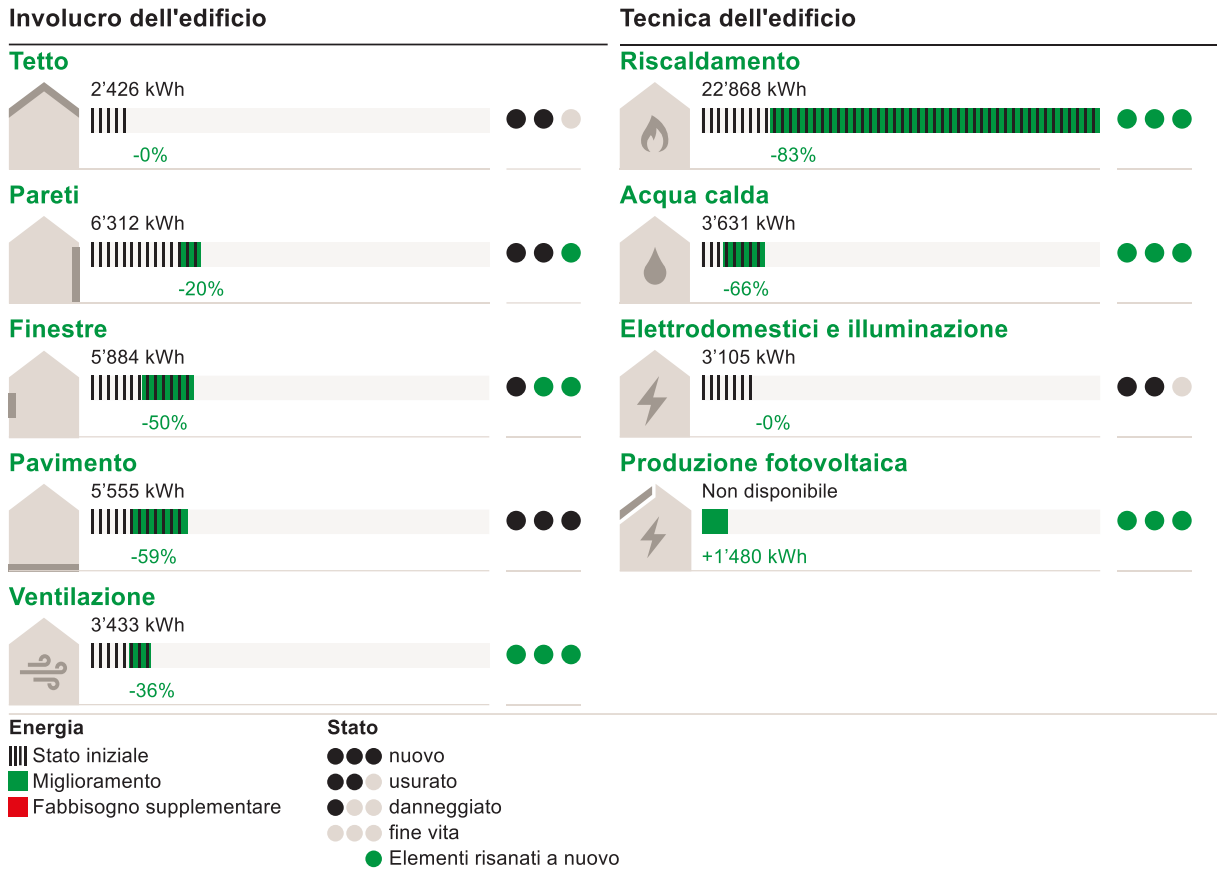 Involucro dell'edificio
Tetto
2’426 kWh
-0%
Pareti
6’312 kWh
-20%
Finestre
5’884 kWh
-50%
Pavimento
5’555 kWh
-59%
Ventilazione
3’433 kWh
-36%
Tecnica dell'edificio
Riscaldamento
22’868 kWh
-83%
Acqua calda
3’631 kWh
-66%
Elettrodomestici e illuminazione
3’105 kWh
-0%
Produzione fotovoltaica
Non disponibile
+1’480 kWh
Energia
Stato iniziale
Miglioramento
Fabbisogno supplementare
Stato
nuovo
usurato
danneggiato
fine vita
Elementi risanati a nuovo